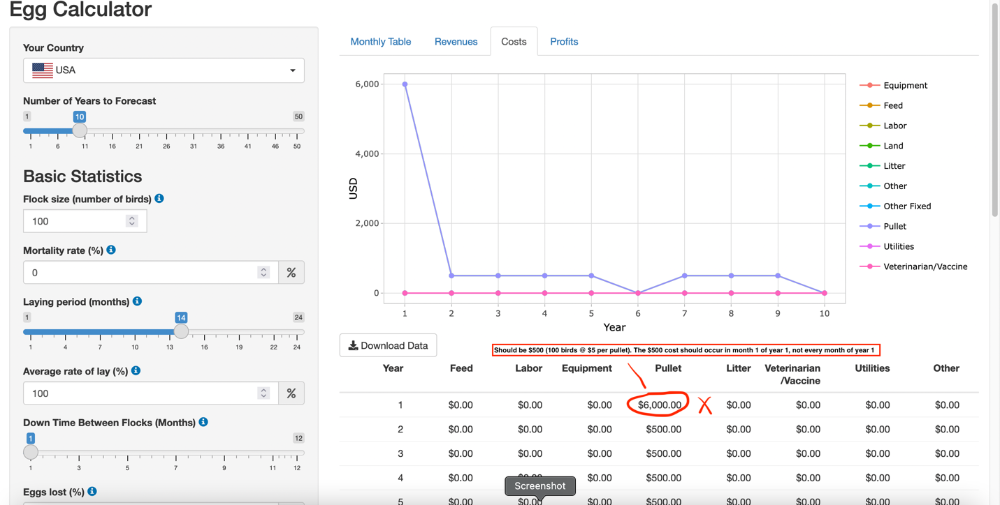 Egg Calculator
Your Country
USA
Number of Years to Forecast
1 10 50
1 6 11 16 21 26 31 36 41 46 50
Basic Statistics
Flock size (number of birds)
100
Mortality rate (%)
0 %
Laying period (months)
1 14 24
1 4 7 10 13 16 19 22 24
Average rate of lay (%)
100 %
Down Time Between Flocks (Months)
1 12
1 3 5 7 9 11 12
Eggs lost (%)
Monthly Table Revenues Costs Profits
6,000
4,000
2,000
0
USD
1 2 3 4 5 6 7 8 9 10
Year
Equipment
Feed
Labor
Land
Litter
Other
Other Fixed
Pullet
Utilities
Veterinarian/Vaccine
Download Data
Should be $500 (100 birds @ $5 per pullet). The $500 cost should occur in month 1 of year 1, not every month of year 1
Year Feed Labor Equipment Pullet Litter Veterinarian Utilities Other
/Vaccine
1 $0.00 $0.00 $0.00 $6,000.00 X $0.00 $0.00 $0.00 $0.00
2 $0.00 $0.00 $0.00 $500.00 $0.00 $0.00 $0.00 $0.00
3 $0.00 $0.00 $0.00 $500.00 $0.00 $0.00 $0.00 $0.00
4 $0.00 $0.00 $0.00 $500.00 $0.00 $0.00 $0.00 $0.00
Screenshot
5 $0.00 $0.00 $0.00 $500.00 $0.00 $0.00 $0.00 $0.00